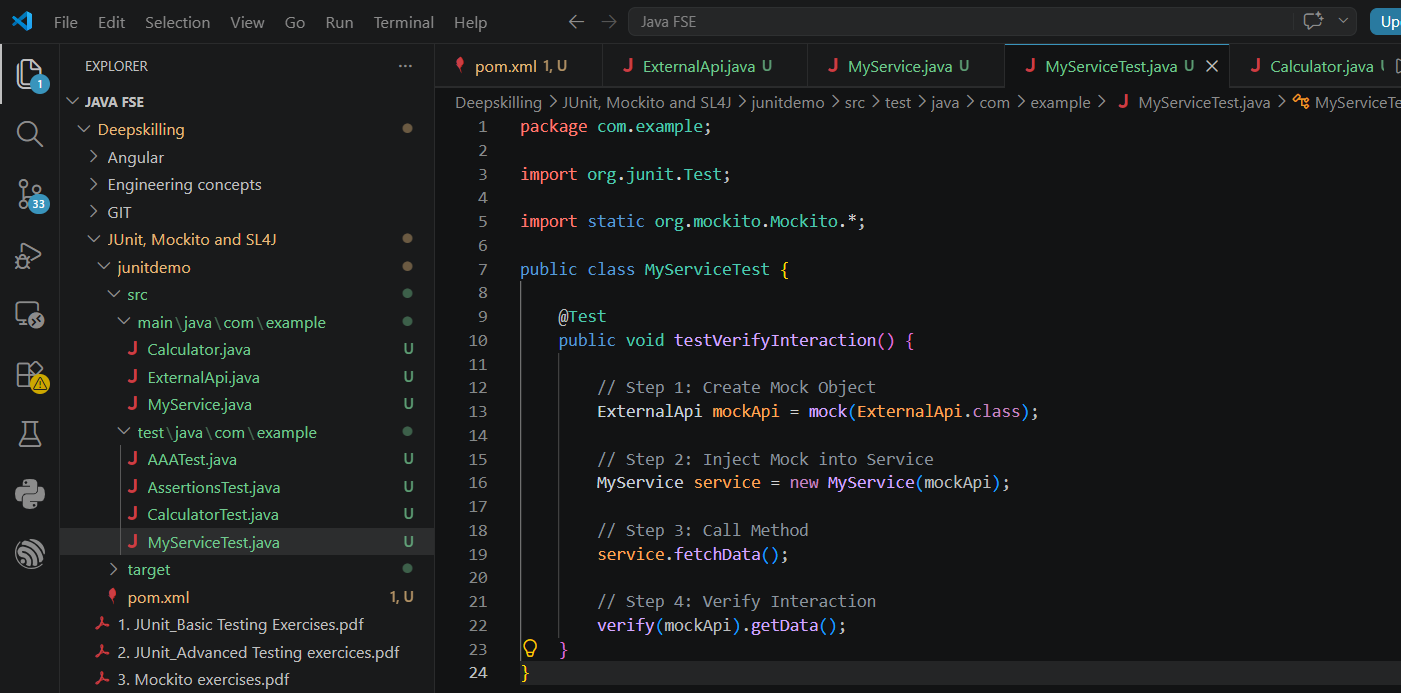 File Edit Selection View Go Run Terminal Help
Java FSE
Up
EXPLORER
JAVA FSE
Deepskilling
Angular
Engineering concepts
GIT
JUnit, Mockito and SL4J
junitdemo
src
main\java\com\example
Calculator.java U
ExternalApi.java U
MyService.java U
test\java\com\example
AAATest.java U
AssertionsTest.java U
CalculatorTest.java U
MyServiceTest.java U
target
pom.xml 1, U
1. JUnit_Basic Testing Exercises.pdf
2. JUnit_Advanced Testing exercices.pdf
3. Mockito exercises.pdf
1
33
pom.xml 1, U
ExternalApi.java U
MyService.java U
MyServiceTest.java U
Calculator.java U
Deepskilling > JUnit, Mockito and SL4J > junitdemo > src > test > java > com > example > MyServiceTest.java > MyServiceTe
1 package com.example;
2
3 import org.junit.Test;
4
5 import static org.mockito.Mockito.*;
6
7 public class MyServiceTest {
8
9 @Test
10 public void testVerifyInteraction() {
11
12 // Step 1: Create Mock Object
13 ExternalApi mockApi = mock(ExternalApi.class);
14
15 // Step 2: Inject Mock into Service
16 MyService service = new MyService(mockApi);
17
18 // Step 3: Call Method
19 service.fetchData();
20
21 // Step 4: Verify Interaction
22 verify(mockApi).getData();
23 }
24 }